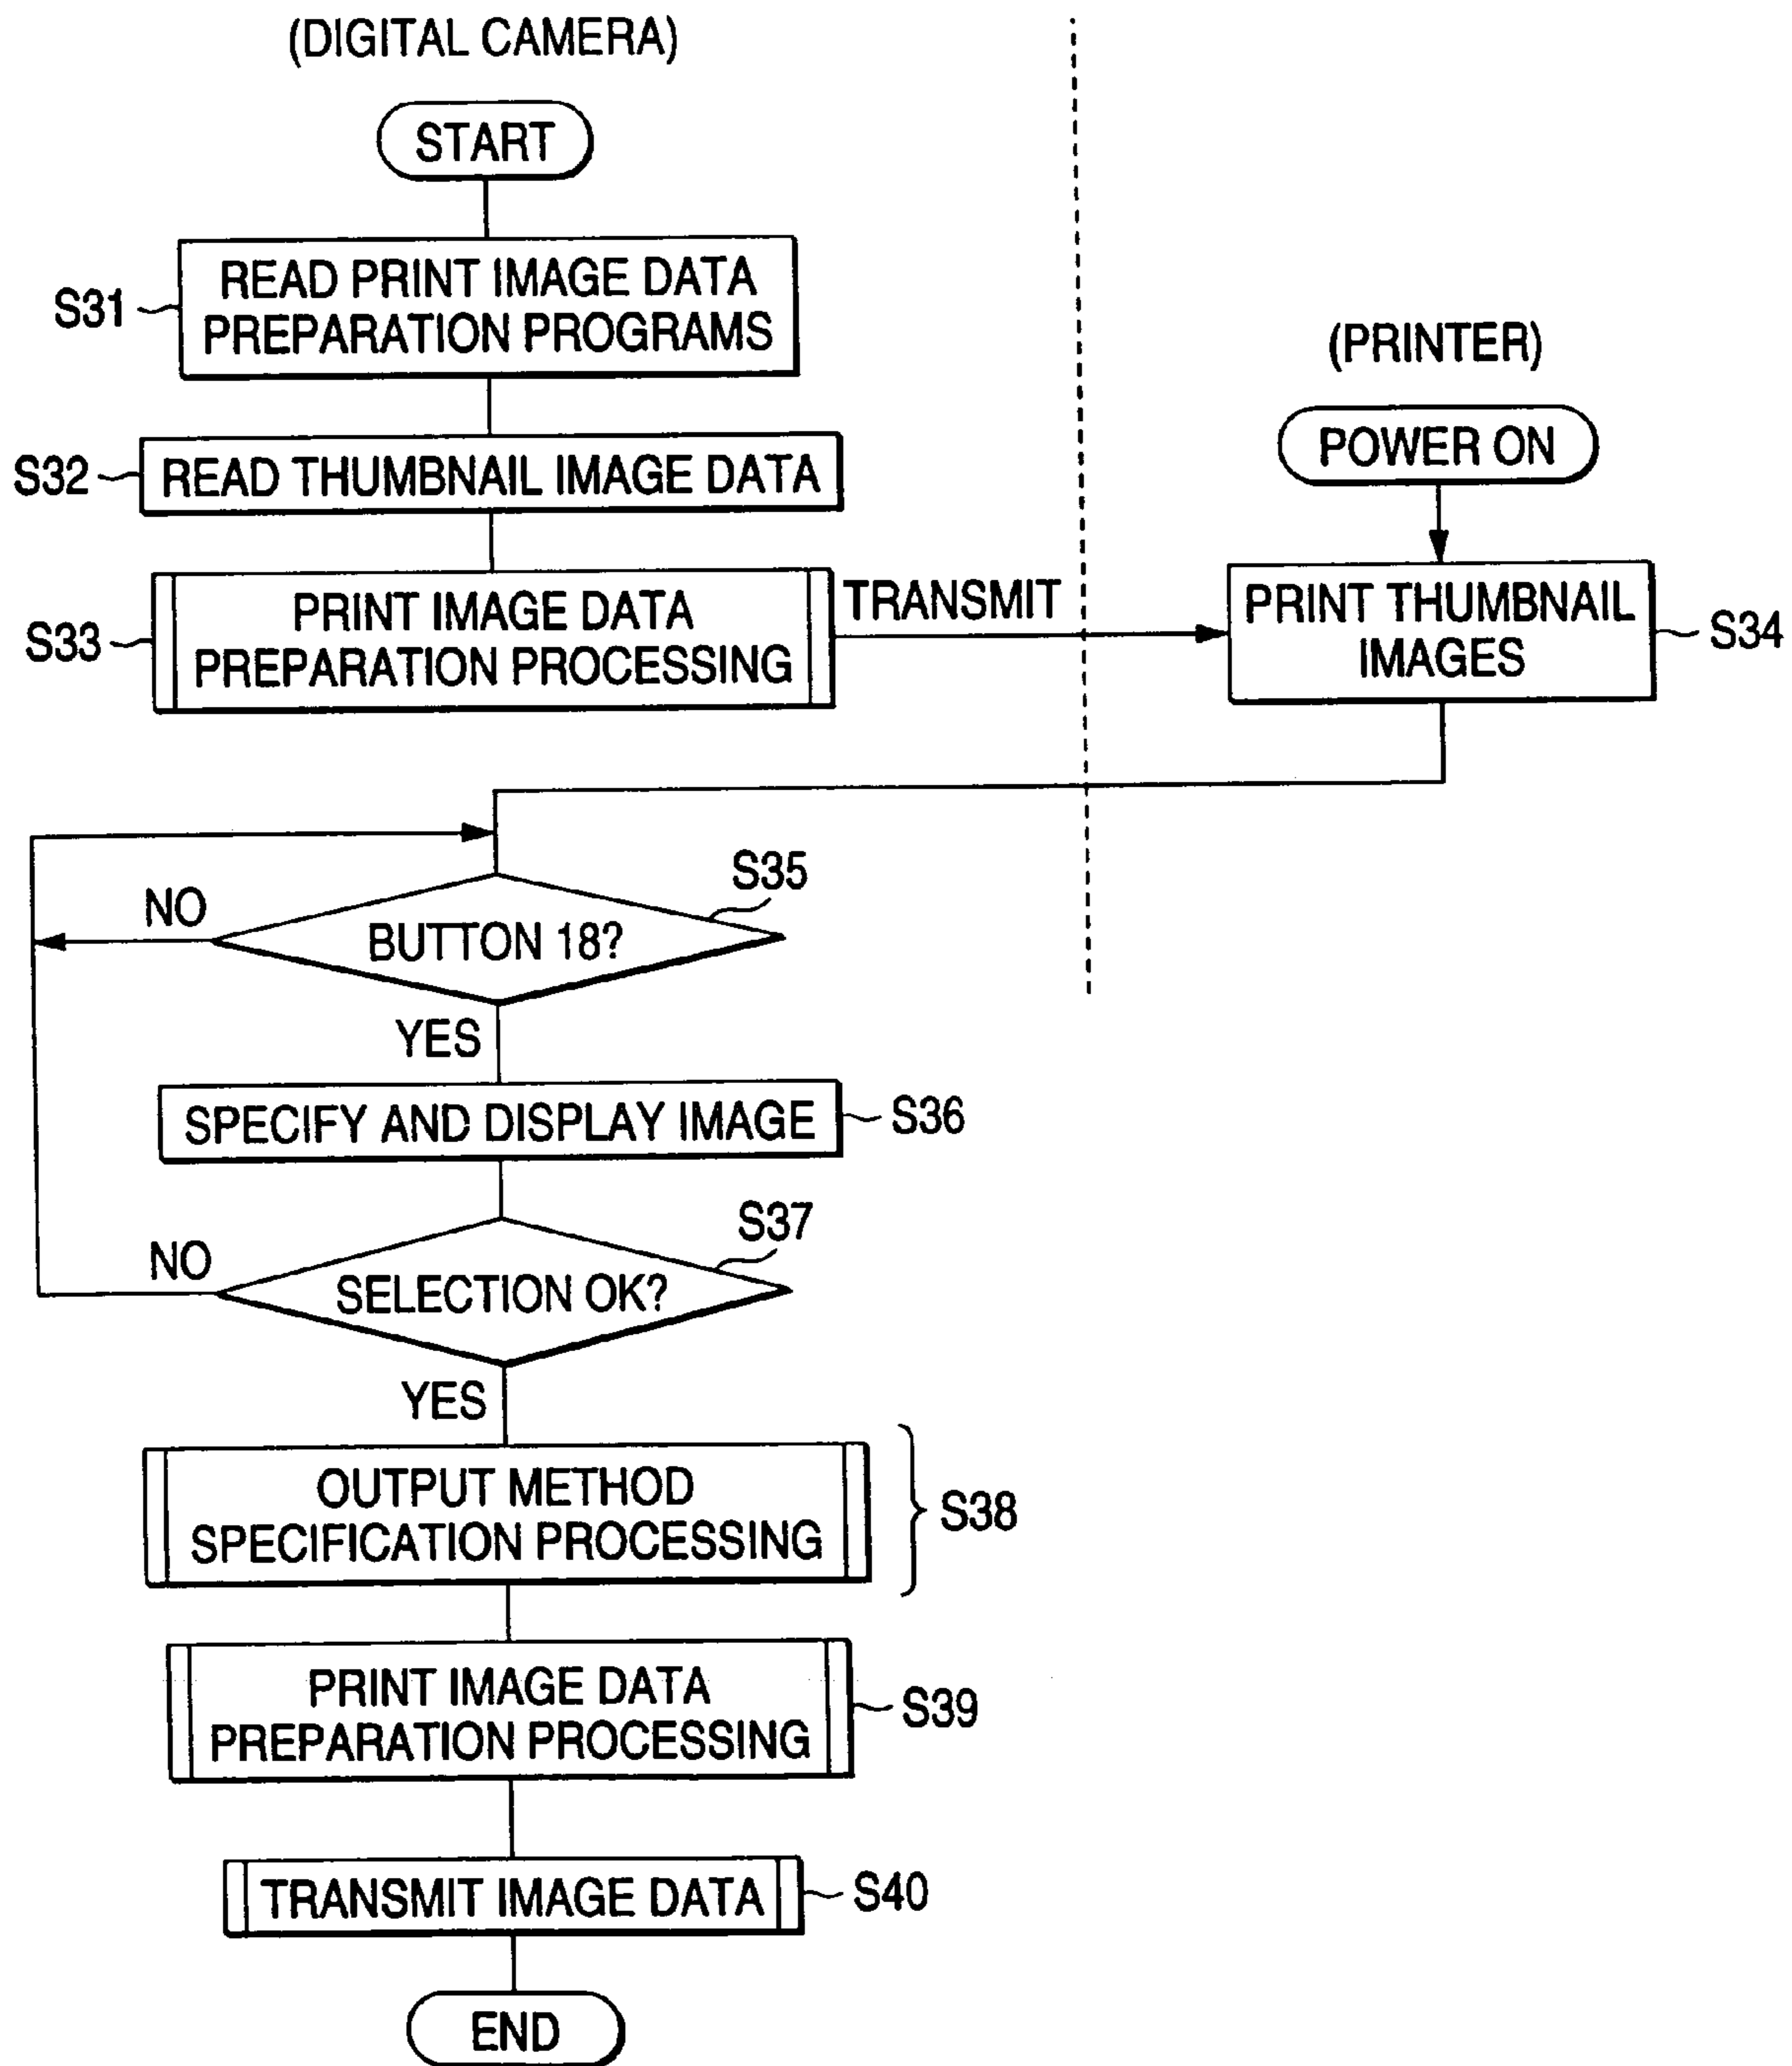 (DIGITAL CAMERA)
START
S31
READ PRINT IMAGE DATA
PREPARATION PROGRAMS
S32
READ THUMBNAIL IMAGE DATA
S33
PRINT IMAGE DATA
PREPARATION PROCESSING
TRANSMIT
(PRINTER)
POWER ON
PRINT THUMBNAIL
IMAGES
S34
S35
NO
BUTTON 18?
YES
SPECIFY AND DISPLAY IMAGE
S36
S37
NO
SELECTION OK?
YES
OUTPUT METHOD
SPECIFICATION PROCESSING
S38
PRINT IMAGE DATA
PREPARATION PROCESSING
S39
TRANSMIT IMAGE DATA
S40
END